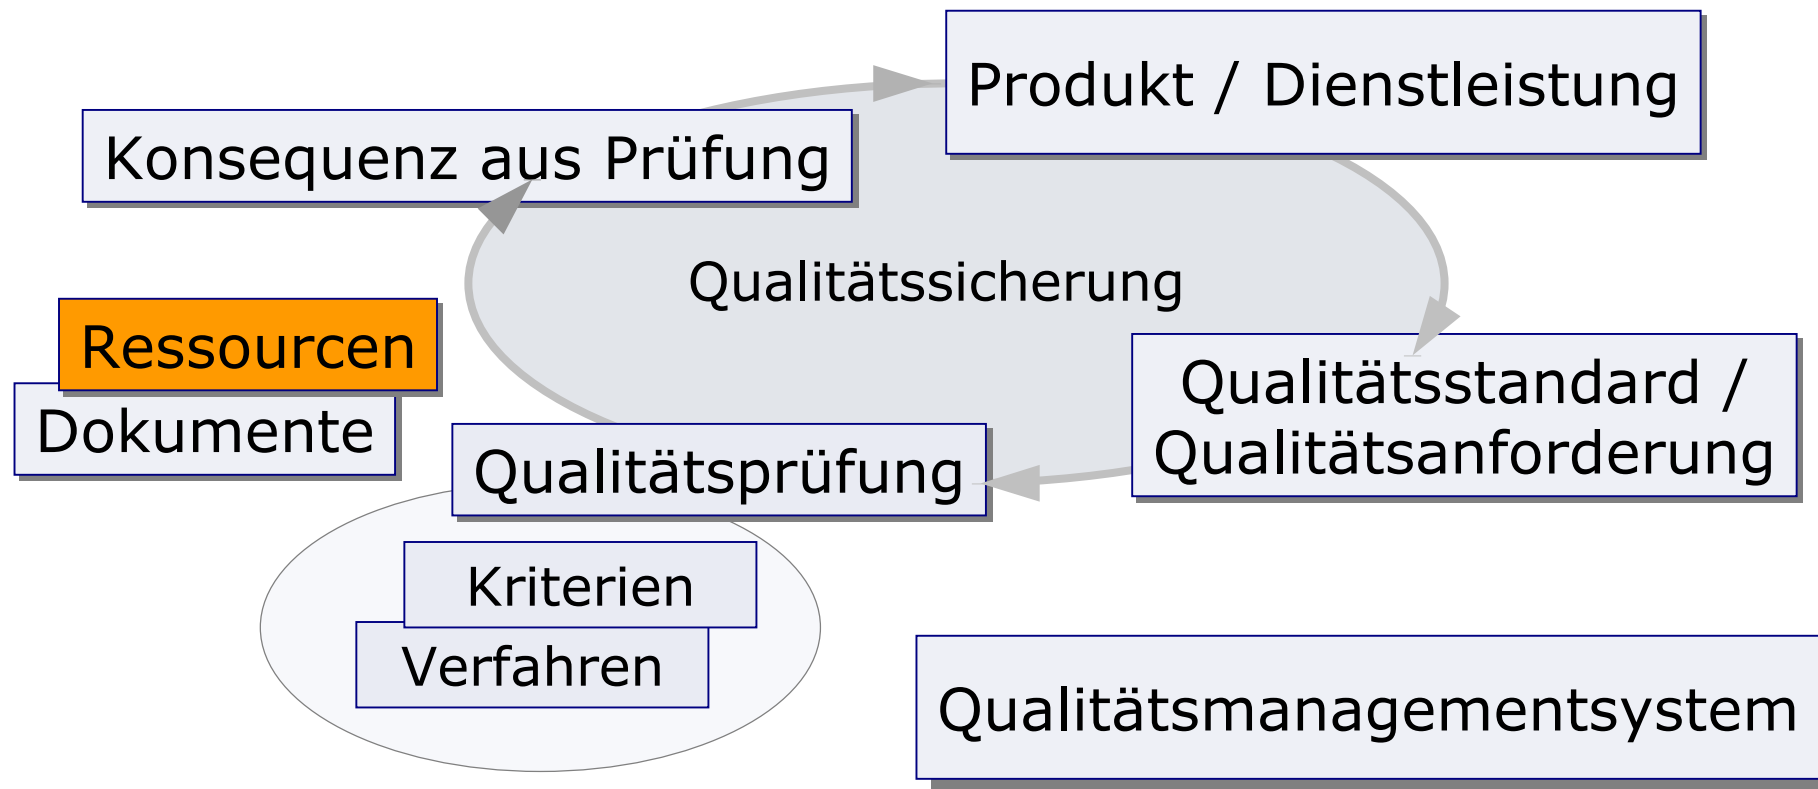 Produkt / Dienstleistung
Konsequenz aus Prüfung
Qualitätssicherung
Ressourcen
Dokumente
Qualitätsstandard /
Qualitätsanforderung
Qualitätsprüfung
Kriterien
Verfahren
Qualitätsmanagementsystem